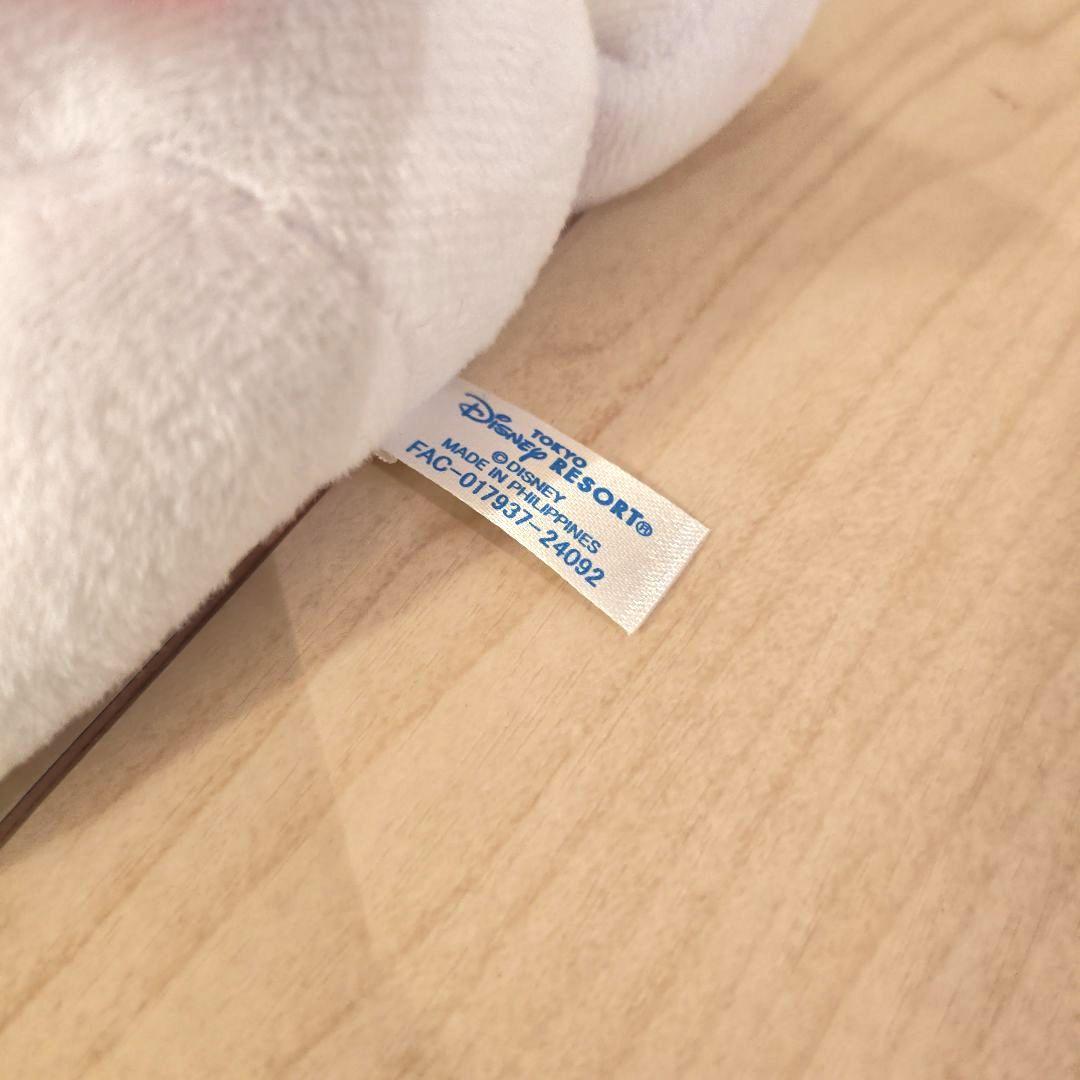 TOKYO
Disney RESORT®
©DISNEY
MADE IN PHILIPPINES
FAC-017937-24092